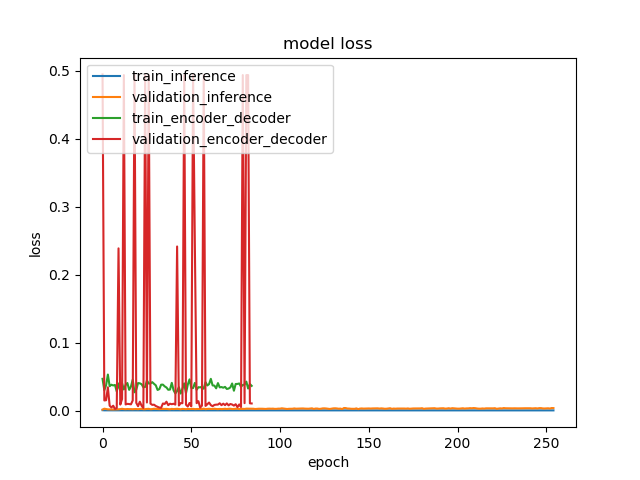 model loss
train_inference
validation_inference
train_encoder_decoder
validation_encoder_decoder
0.5
0.4
0.3
0.2
0.1
0.0
loss
0 50 100 150 200 250
epoch